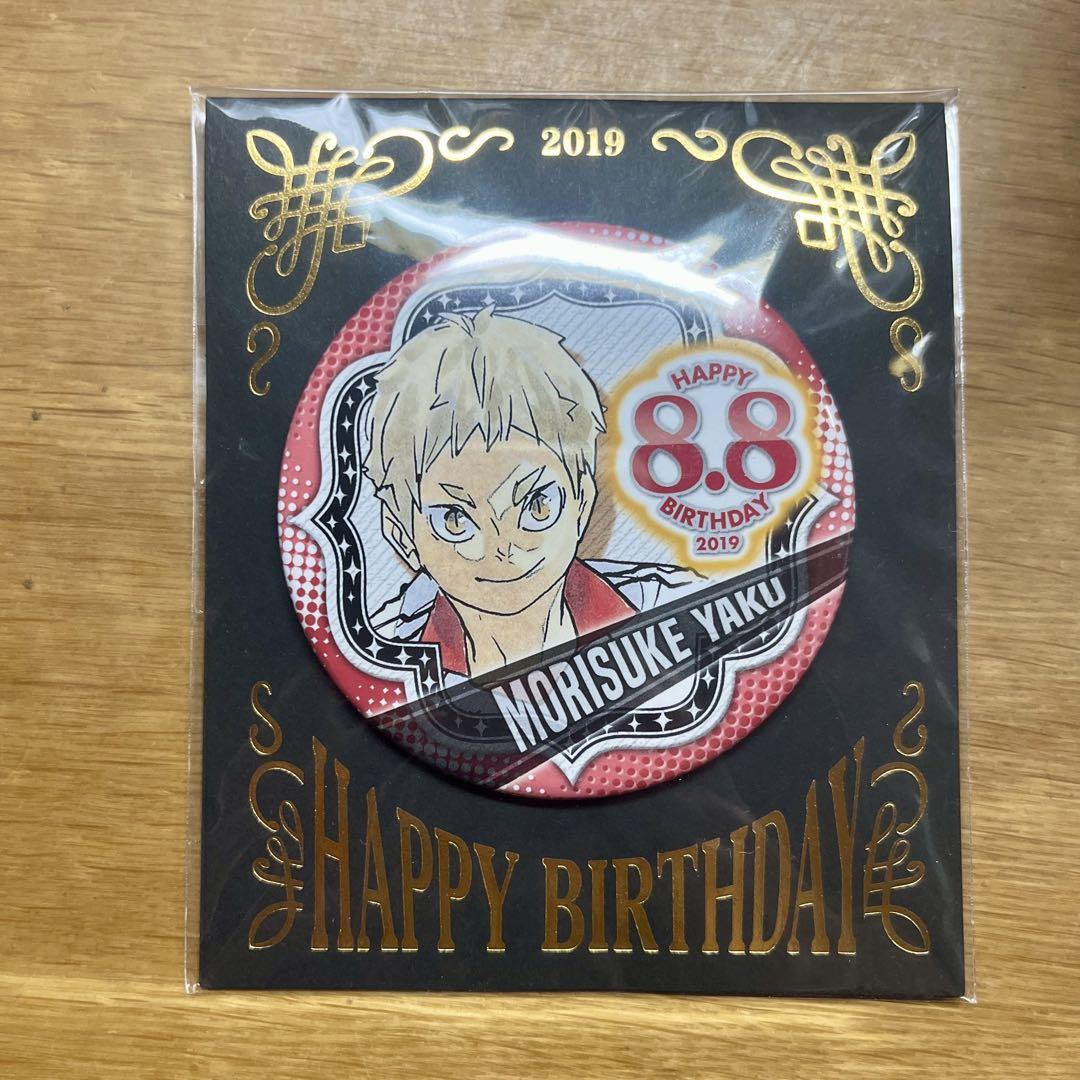 2019
HAPPY
8.8
BIRTHDAY
2019
MORISUKE YAKU
HAPPY BIRTHDAY